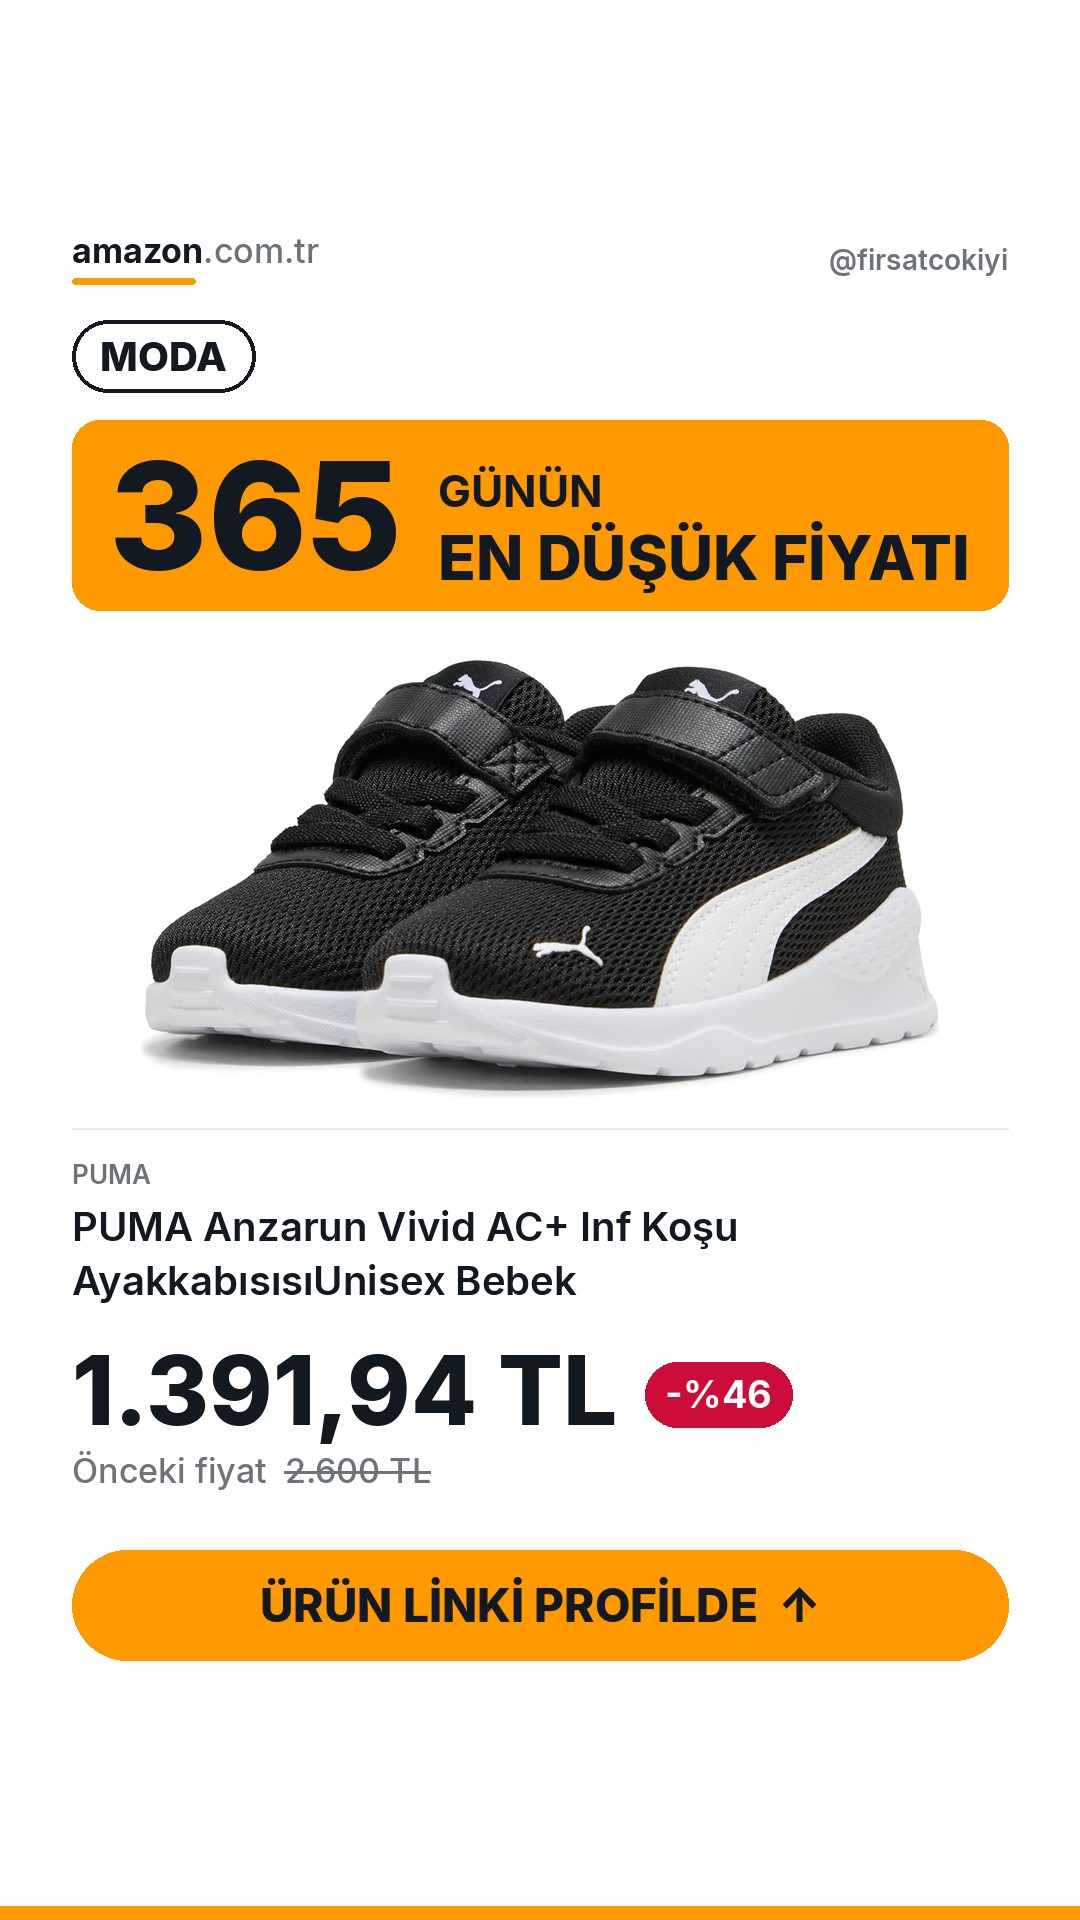 amazon.com.tr
@firsatcokiyi
MODA
365 GÜNÜN
EN DÜŞÜK FİYATI
PUMA
PUMA Anzarun Vivid AC+ Inf Koşu
AyakkabısısıUnisex Bebek
1.391,94 TL -%46
Önceki fiyat 2.600 TL
ÜRÜN LİNKİ PROFİLDE ↑